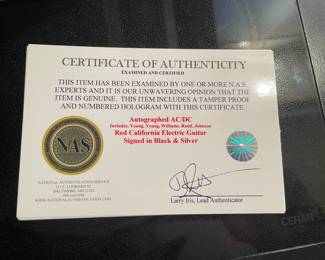 CERTIFICATE OF AUTHENTICITY
EXAMINED AND CERTIFIED
THIS ITEM HAS BEEN EXAMINED BY ONE OR MORE N.A.S.
EXPERTS AND IT IS OUR UNWAVERING OPINION THAT THE
ITEM IS GENUINE. THIS ITEM INCLUDES A TAMPER PROOF
AND NUMBERED HOLOGRAM WITH THIS CERTIFICATE.
Autographed AC/DC
Includes: Young, Young, Williams, Rudd, Johnson
Red California Electric Guitar
Signed in Black & Silver
NAS
NAS
NATIONAL AUTHENTICATION SERVICE
BALTIMORE, MD 21202
WWW.NATIONALAUTHENTICATION.COM
Larry Iris, Lead Authenticator
CERAN